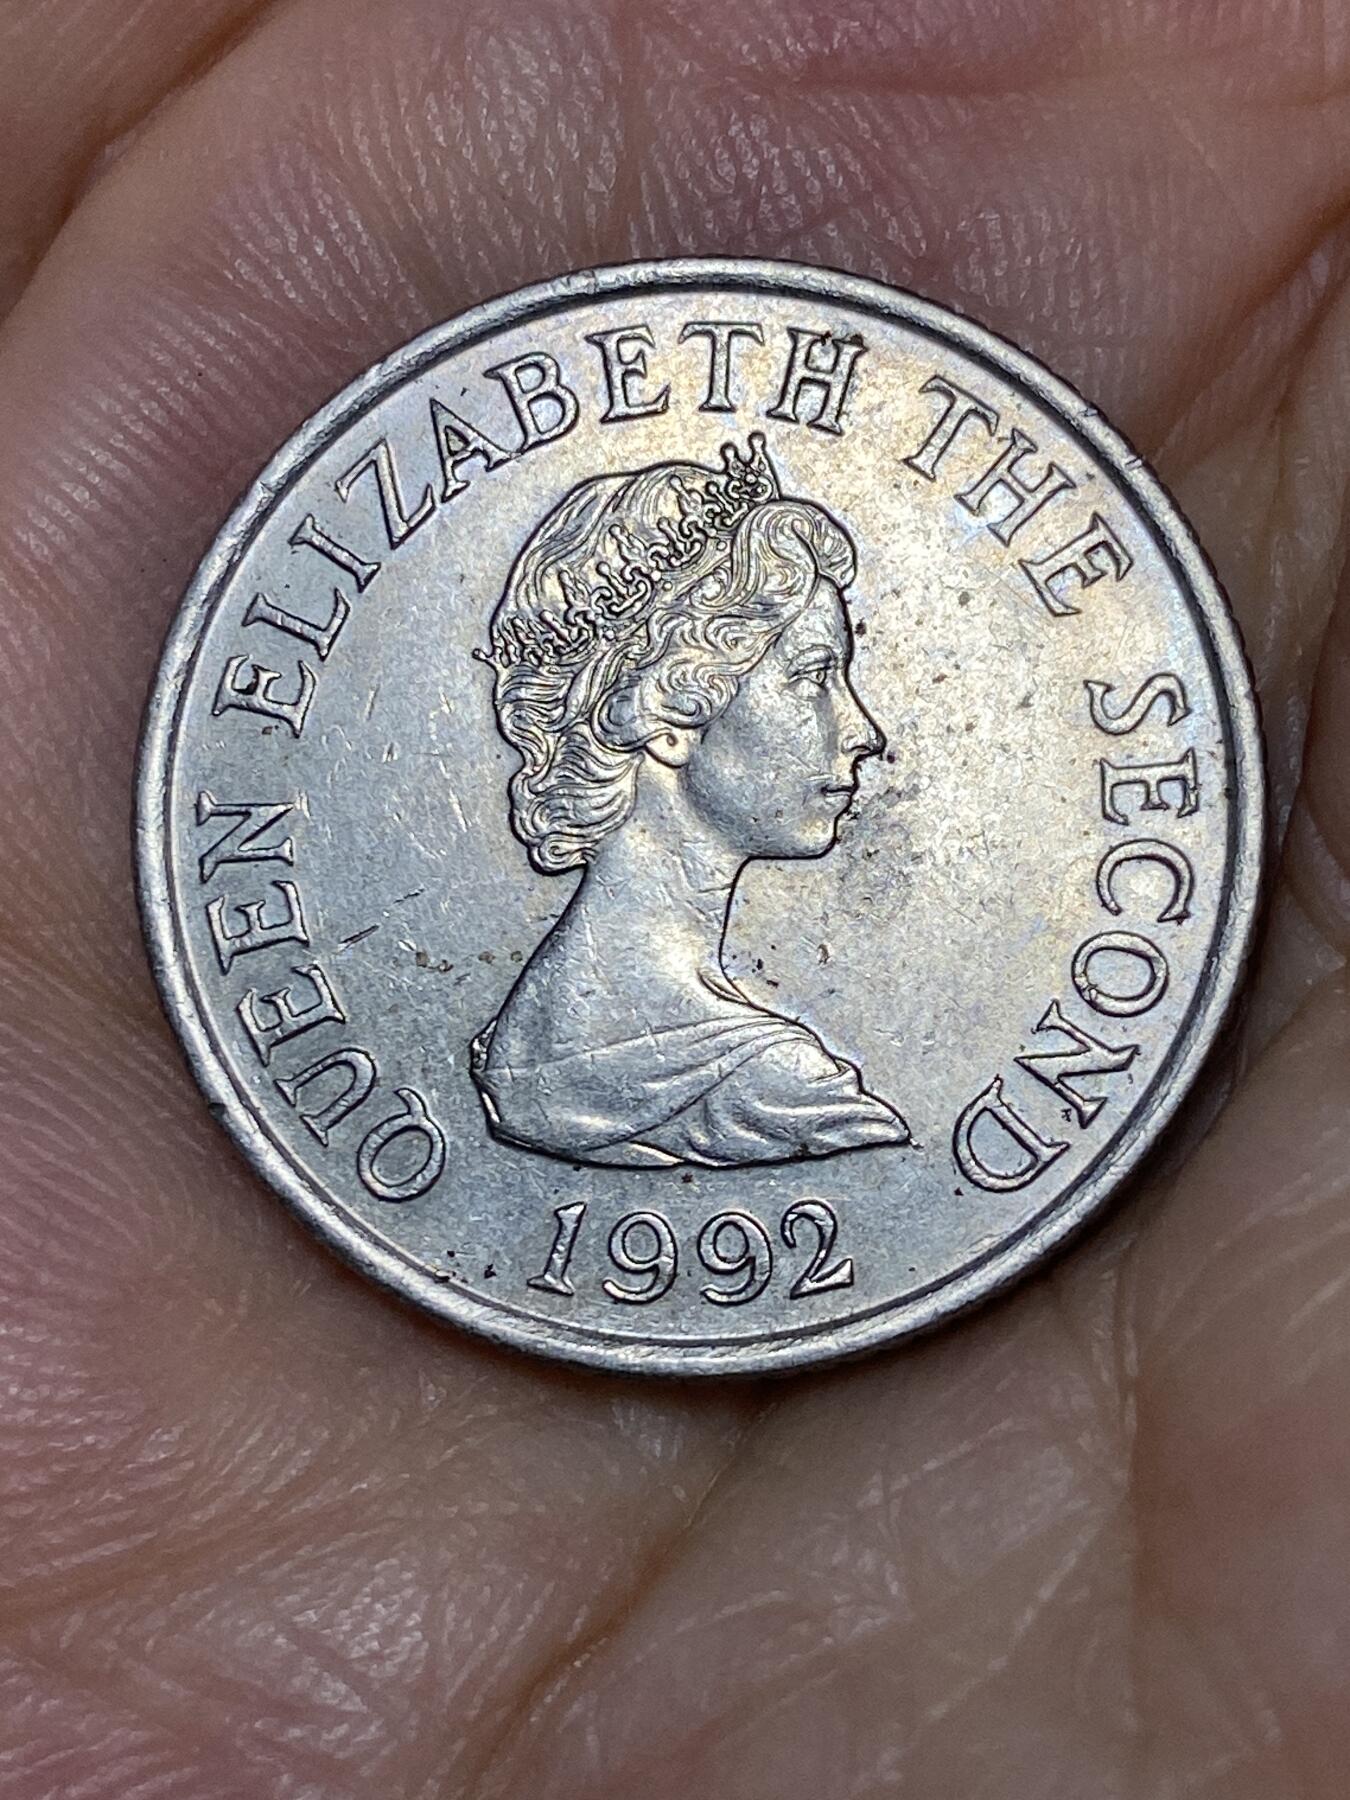 QUEEN ELIZABETH THE SECOND
1992